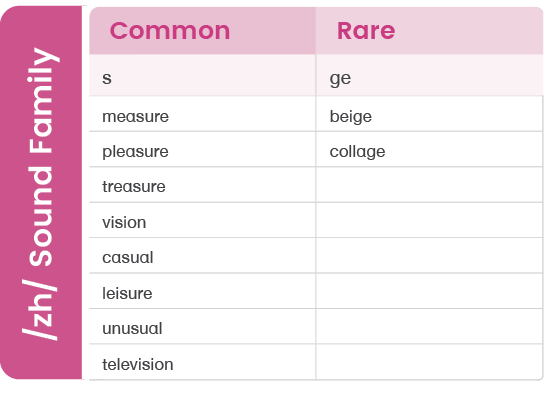 /zh/ Sound Family
Common Rare
s ge
measure beige
pleasure collage
treasure
vision
casual
leisure
unusual
television